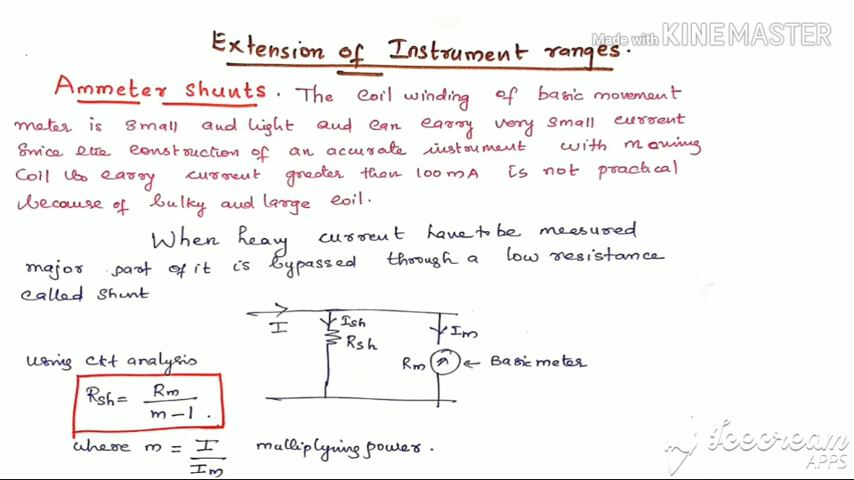 Extension of Instrument ranges.
Made with KINEMASTER
Ammeter shunts. The coil winding of basic movement
meter is small and light and can carry very small current
Since the construction of an accurate instrument with moving
Coil to carry current greater than 100mA is not practical
because of bulky and large coil.
When heavy current have to be measured
major part of it is bypassed through a low resistance
called shunt
I
Ish
Rsh
Im
Rm
Basic meter
Using Ckt analysis
Rsh = Rm / m-1.
where m = I / Im multiplying power.
Icecream
APPS